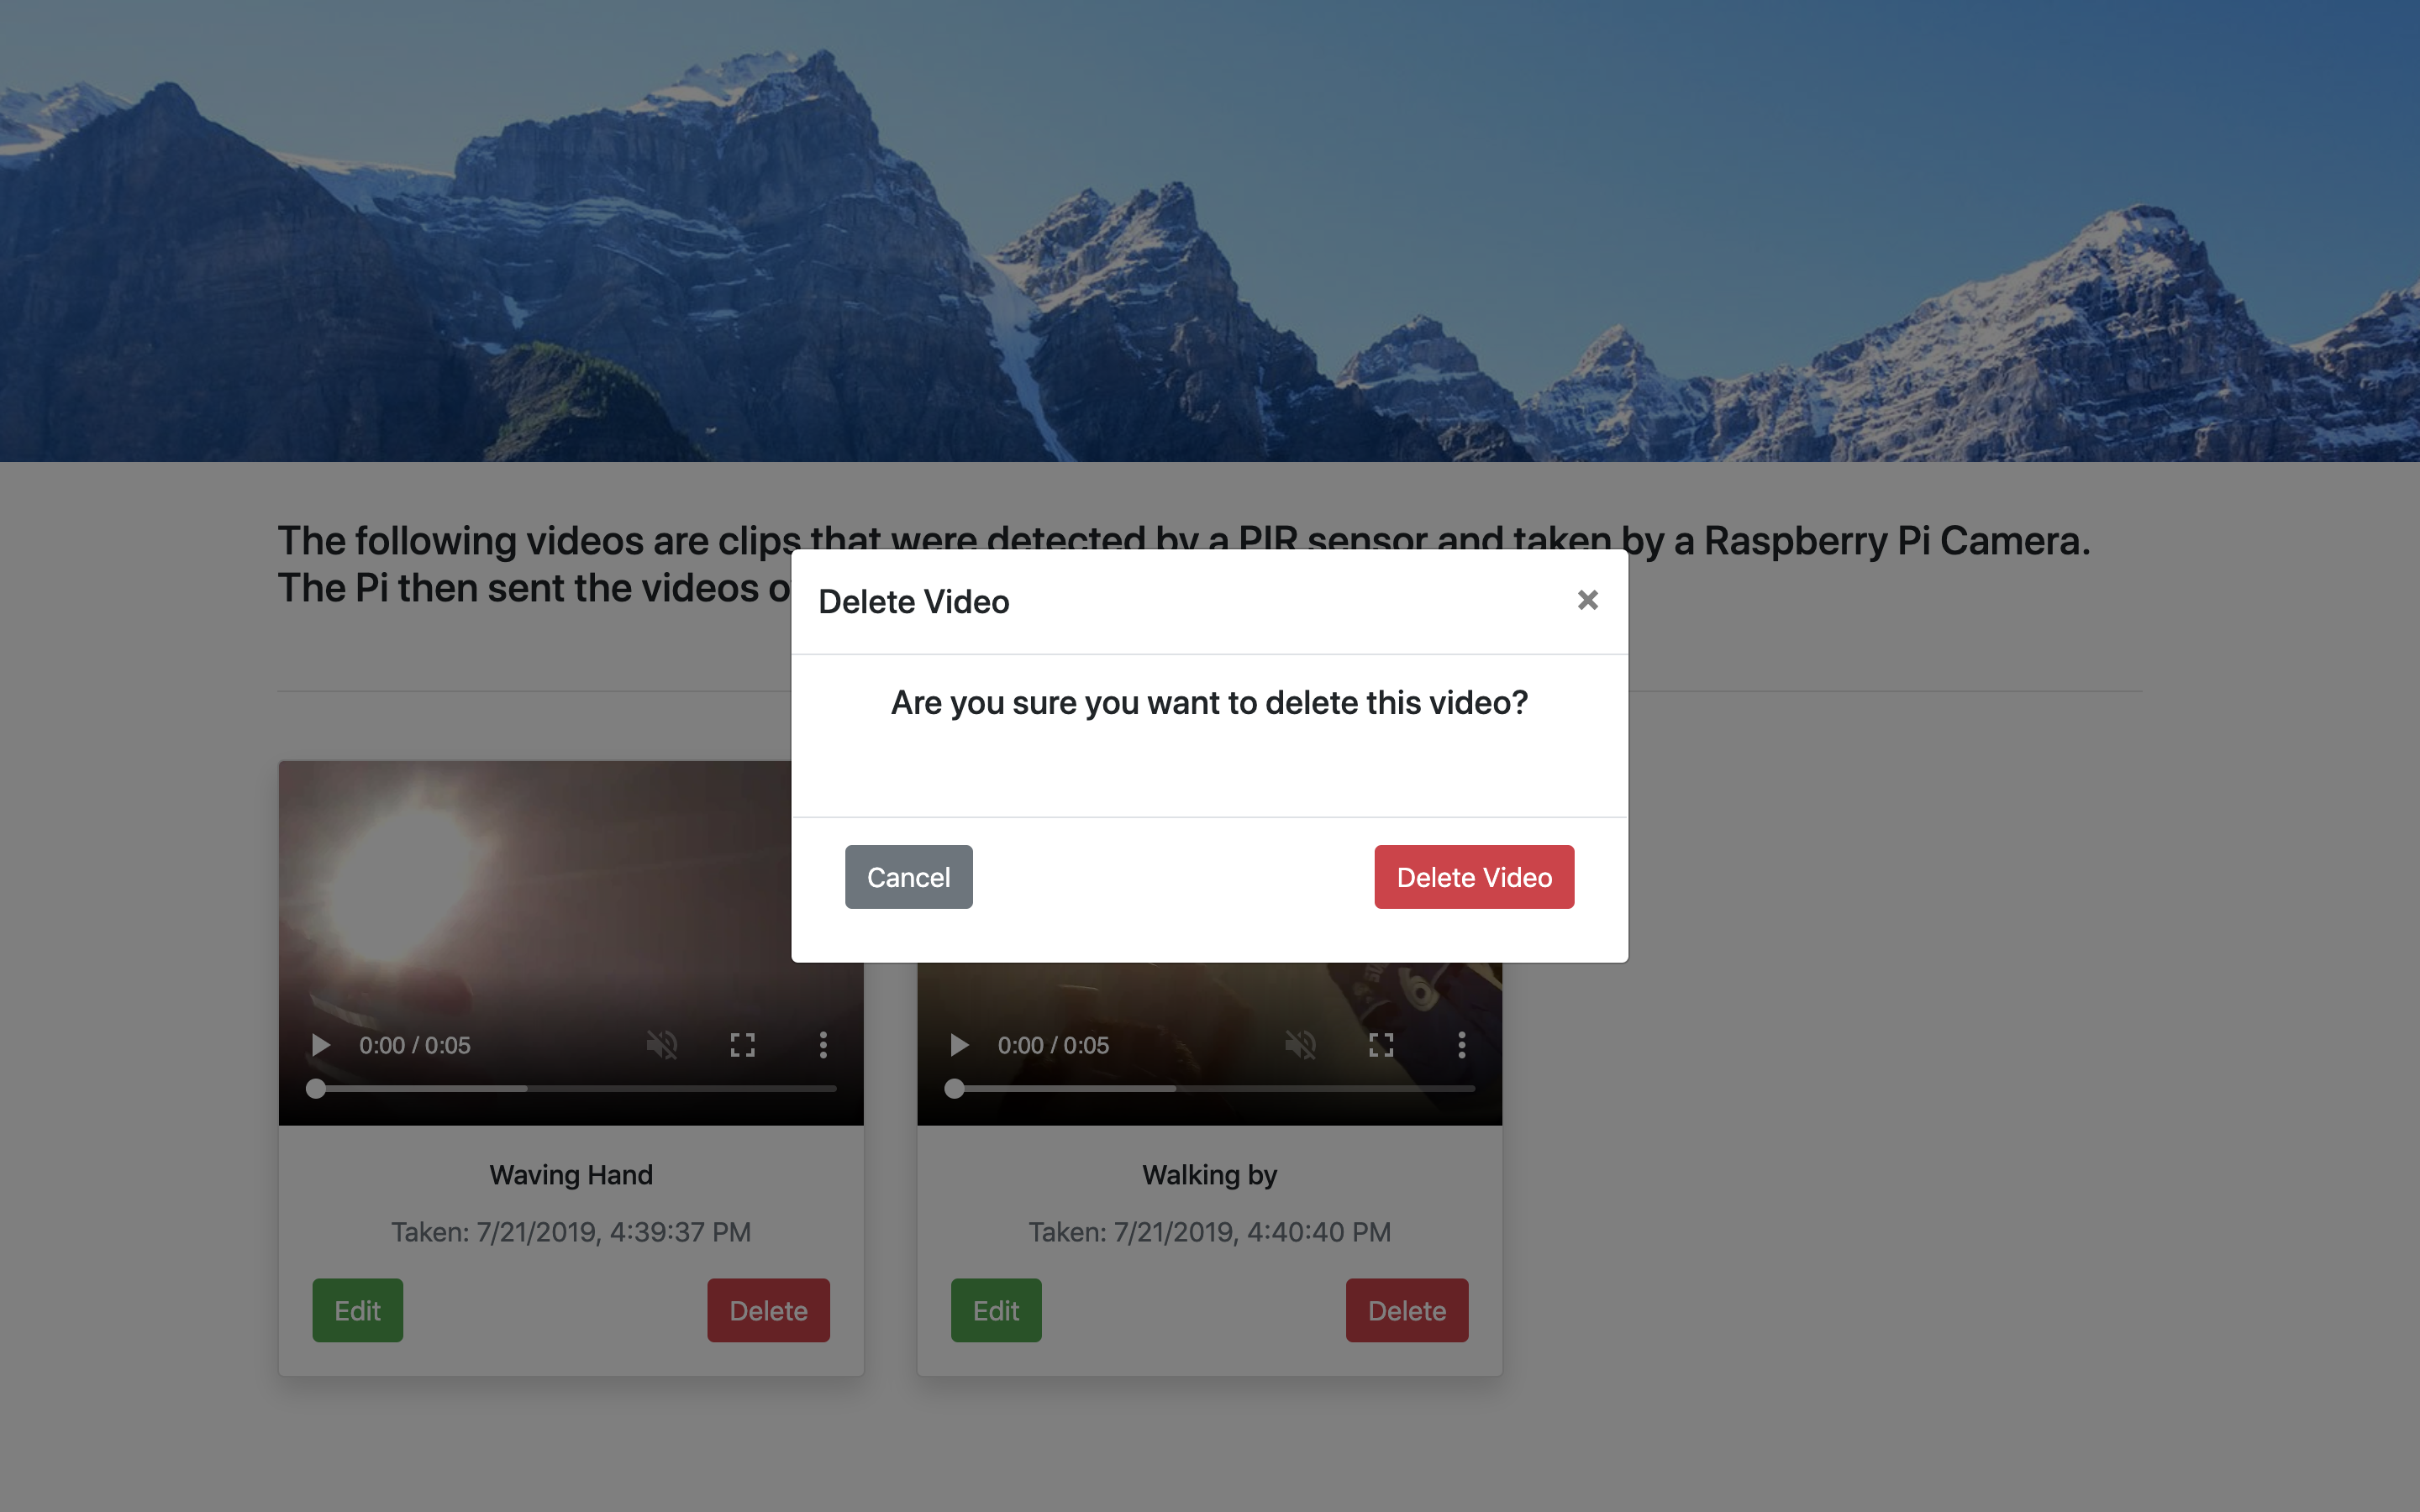 The following videos are clips that were detected by a PIR sensor and taken by a Raspberry Pi Camera.
The Pi then sent the videos
Delete Video ×
Are you sure you want to delete this video?
Cancel Delete Video
0:00 / 0:05 0:00 / 0:05
Waving Hand Walking by
Taken: 7/21/2019, 4:39:37 PM Taken: 7/21/2019, 4:40:40 PM
Edit Delete Edit Delete